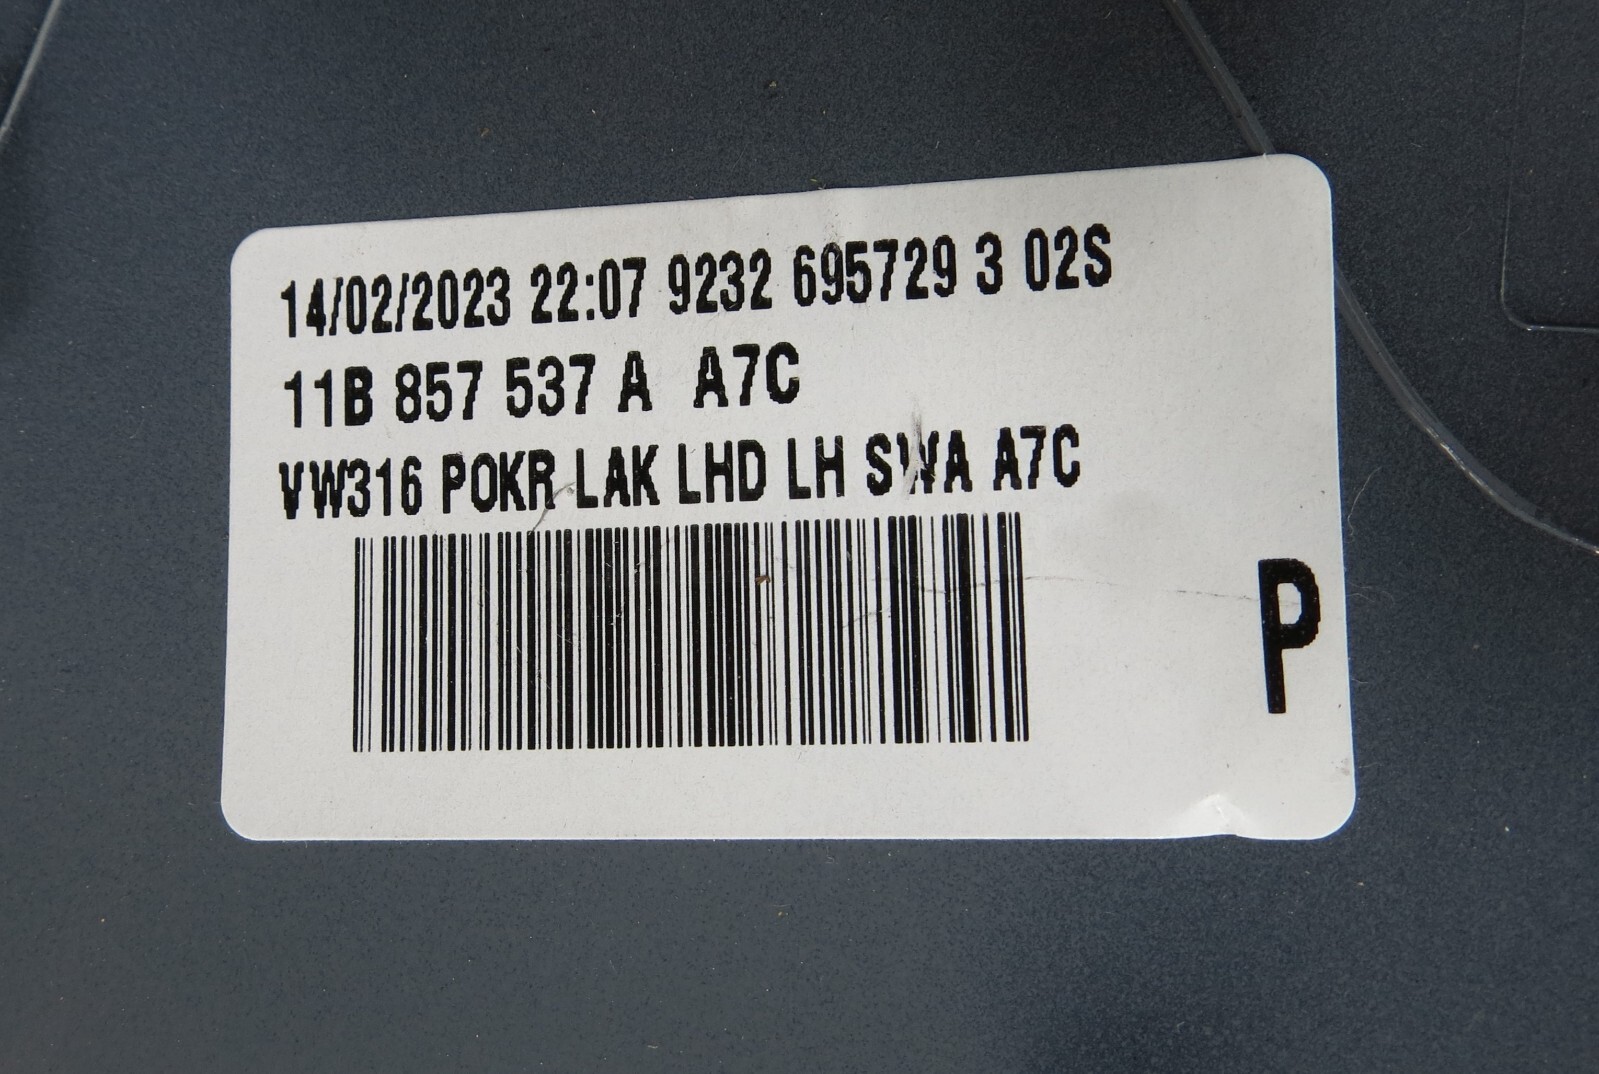 14/02/2023 22:07 9232 695729 3 02S
11B 857 537 A A7C
VW316 POKR LAK LHD LH SWA A7C
P